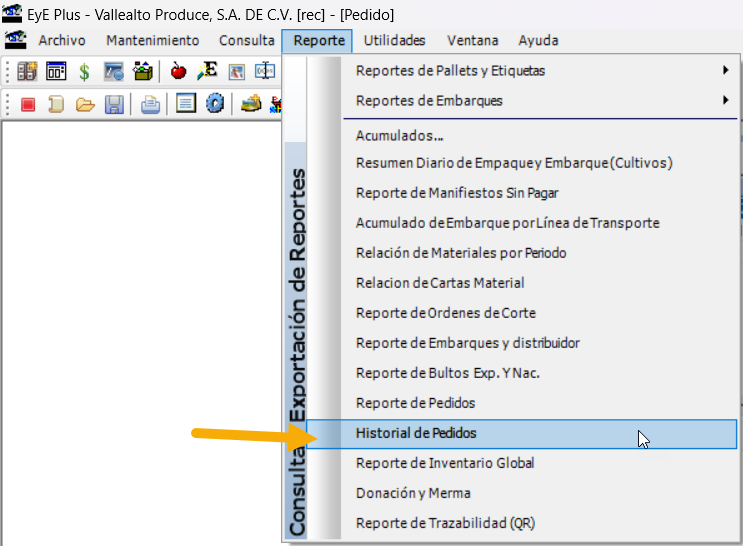 EyE Plus - Vallealto Produce, S.A. DE C.V. [rec] - [Pedido]
Archivo Mantenimiento Consulta Reporte Utilidades Ventana Ayuda
Reportes de Pallets y Etiquetas
Reportes de Embarques
Acumulados...
Resumen Diario de Empaque y Embarque (Cultivos)
Reporte de Manifiestos Sin Pagar
Acumulado de Embarque por Línea de Transporte
Relación de Materiales por Periodo
Relacion de Cartas Material
Reporte de Ordenes de Corte
Reporte de Embarques y distribuidor
Reporte de Bultos Exp. Y Nac.
Reporte de Pedidos
Historial de Pedidos
Reporte de Inventario Global
Donación y Merma
Reporte de Trazabilidad (QR)
Consulta Exportación de Reportes